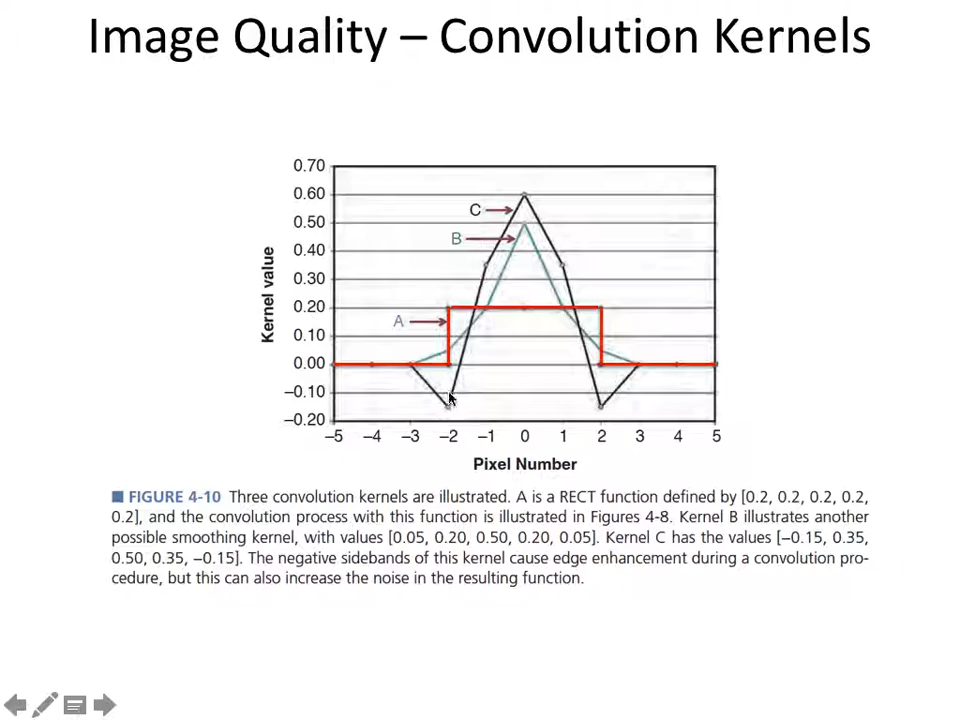 Image Quality – Convolution Kernels
0.70
0.60
0.50
0.40
0.30
0.20
0.10
0.00
–0.10
–0.20
Kernel value
C
B
A
–5 –4 –3 –2 –1 0 1 2 3 4 5
Pixel Number
■ FIGURE 4-10 Three convolution kernels are illustrated. A is a RECT function defined by [0.2, 0.2, 0.2, 0.2,
0.2], and the convolution process with this function is illustrated in Figures 4-8. Kernel B illustrates another
possible smoothing kernel, with values [0.05, 0.20, 0.50, 0.20, 0.05]. Kernel C has the values [−0.15, 0.35,
0.50, 0.35, −0.15]. The negative sidebands of this kernel cause edge enhancement during a convolution pro-
cedure, but this can also increase the noise in the resulting function.